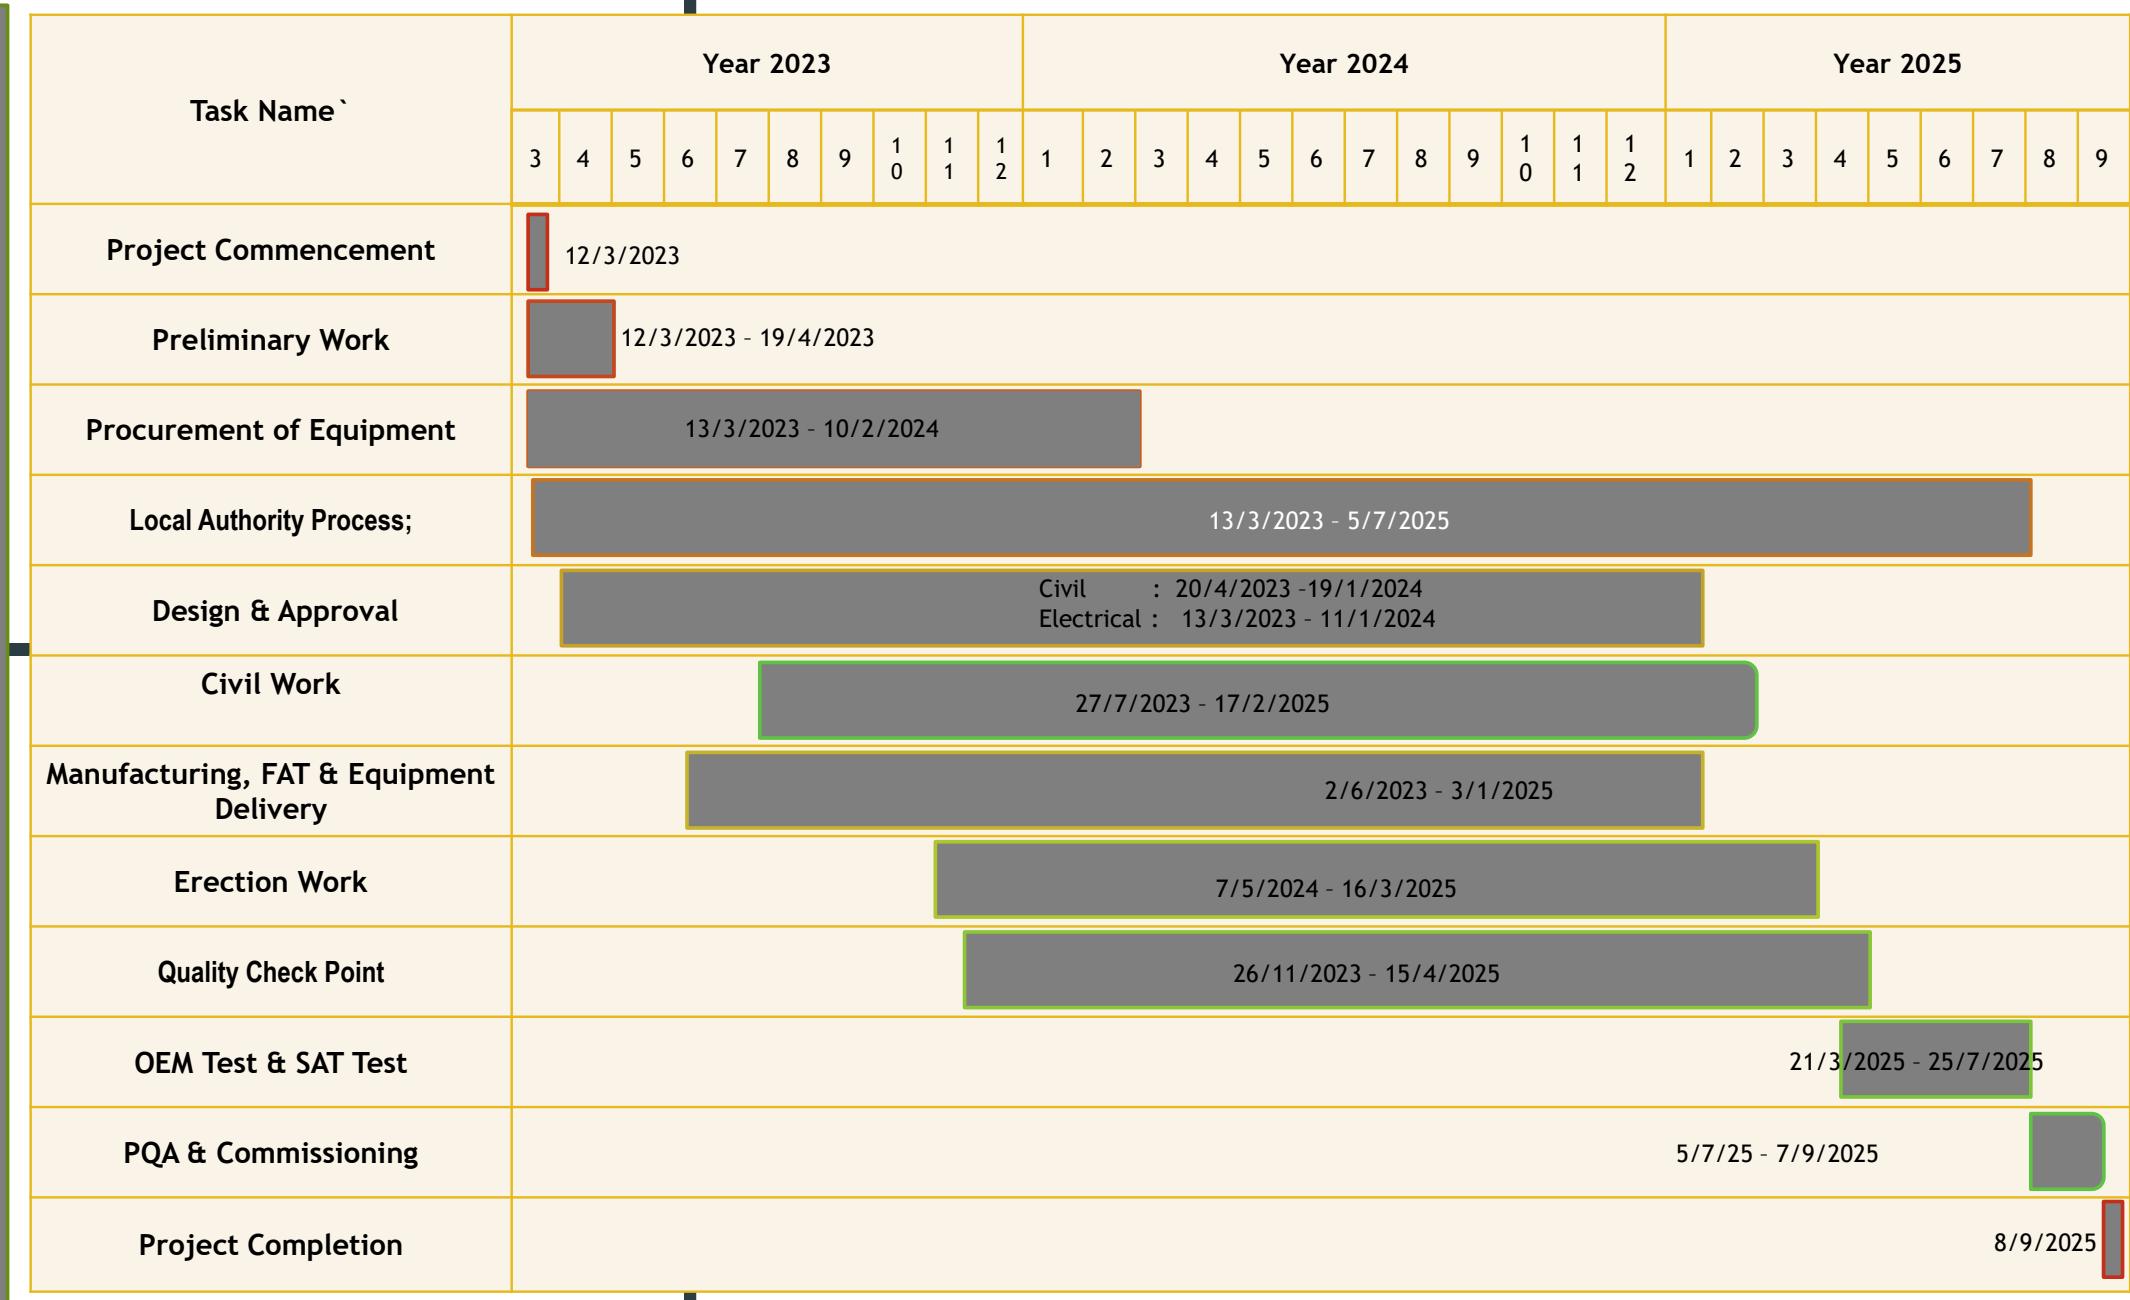 Task Name`
Year 2023
Year 2024
Year 2025
3 4 5 6 7 8 9 10 11 12 1 2 3 4 5 6 7 8 9 10 11 12 1 2 3 4 5 6 7 8 9
Project Commencement
12/3/2023
Preliminary Work
12/3/2023 - 19/4/2023
Procurement of Equipment
13/3/2023 - 10/2/2024
Local Authority Process;
13/3/2023 - 5/7/2025
Design & Approval
Civil : 20/4/2023 -19/1/2024
Electrical : 13/3/2023 - 11/1/2024
Civil Work
27/7/2023 - 17/2/2025
Manufacturing, FAT & Equipment
Delivery
2/6/2023 - 3/1/2025
Erection Work
7/5/2024 - 16/3/2025
Quality Check Point
26/11/2023 - 15/4/2025
OEM Test & SAT Test
21/3/2025 - 25/7/2025
PQA & Commissioning
5/7/25 - 7/9/2025
Project Completion
8/9/2025